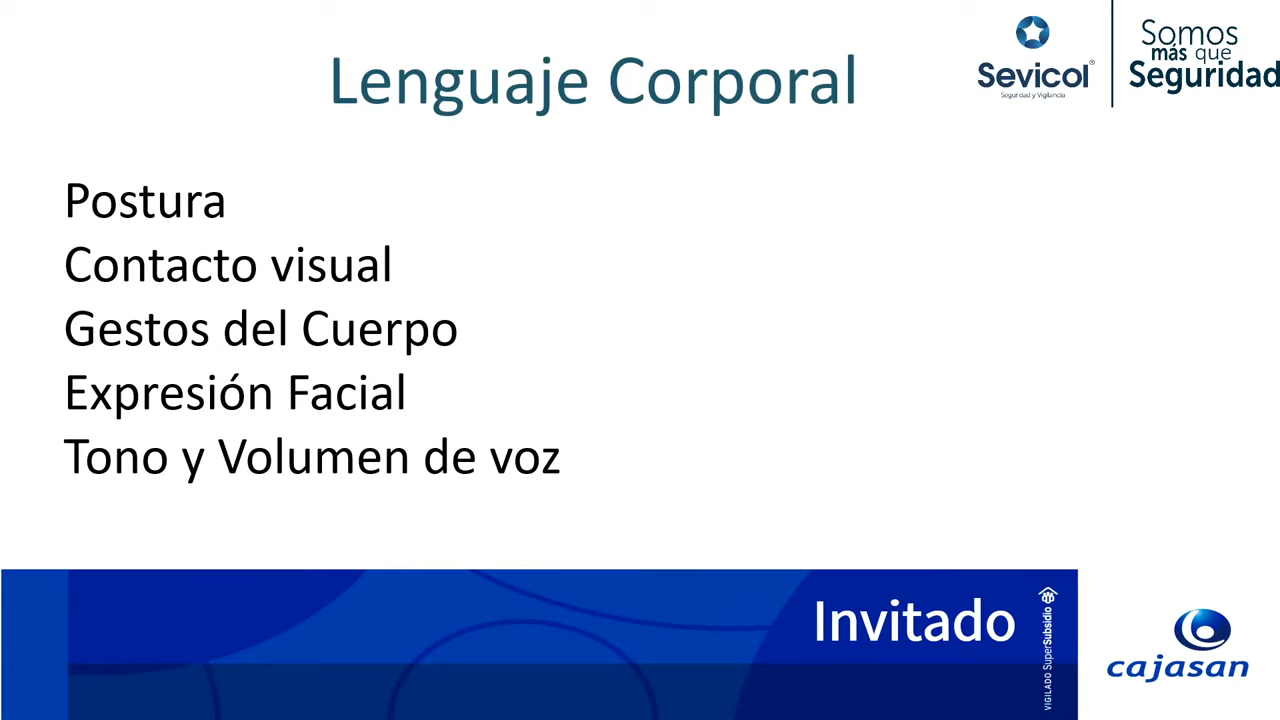 Lenguaje Corporal
Sevicol®
Seguridad y Vigilancia
Somos
más que
Seguridad
Postura
Contacto visual
Gestos del Cuerpo
Expresión Facial
Tono y Volumen de voz
Invitado
VIGILADO SuperSubsidio
cajasan